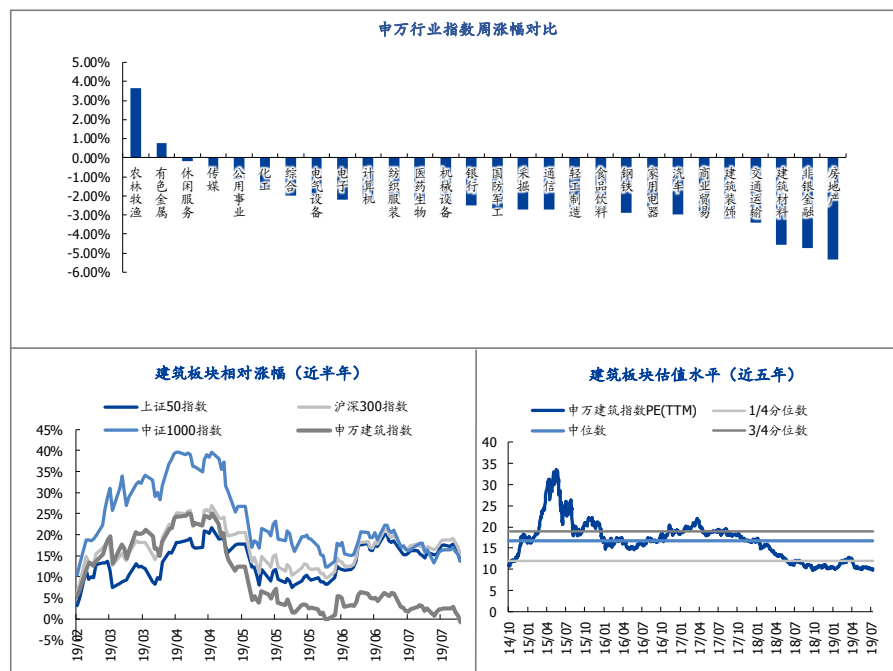 申万行业指数周涨幅对比
5.00%
4.00%
3.00%
2.00%
1.00%
0.00%
-1.00%
-2.00%
-3.00%
-4.00%
-5.00%
-6.00%
农林牧渔
有色金属
休闲服务
传媒
公用事业
化工
综合
电气设备
电子
计算机
纺织服装
医药生物
机械设备
银行
国防军工
采掘
通信
轻工制造
食品饮料
钢铁
家用电器
汽车
商业贸易
建筑装饰
交通运输
建筑材料
非银金融
房地产
建筑板块相对涨幅（近半年）
上证50指数
沪深300指数
中证1000指数
申万建筑指数
45%
40%
35%
30%
25%
20%
15%
10%
5%
0%
-5%
19/02
19/03
19/03
19/04
19/04
19/05
19/05
19/05
19/06
19/06
19/07
19/07
建筑板块估值水平（近五年）
申万建筑指数PE(TTM)
1/4分位数
中位数
3/4分位数
40
35
30
25
20
15
10
5
0
14/10
15/01
15/04
15/07
15/10
16/01
16/04
16/07
16/10
17/01
17/04
17/07
17/10
18/01
18/04
18/07
18/10
19/01
19/04
19/07